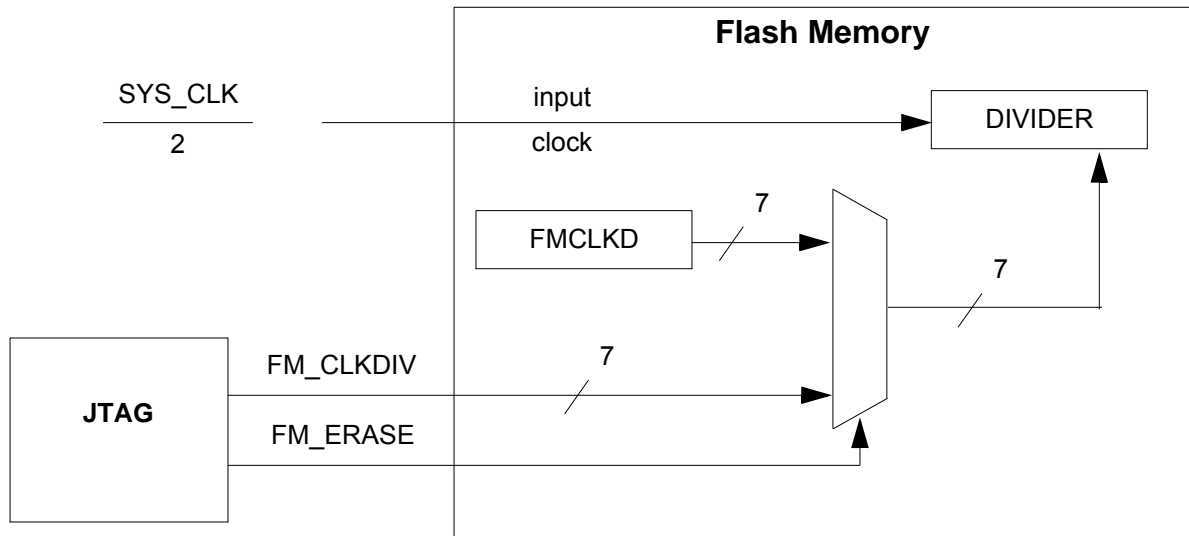 Flash Memory
SYS_CLK
2
input
clock
DIVIDER
7
FMCLKD
7
FM_CLKDIV
7
JTAG
FM_ERASE